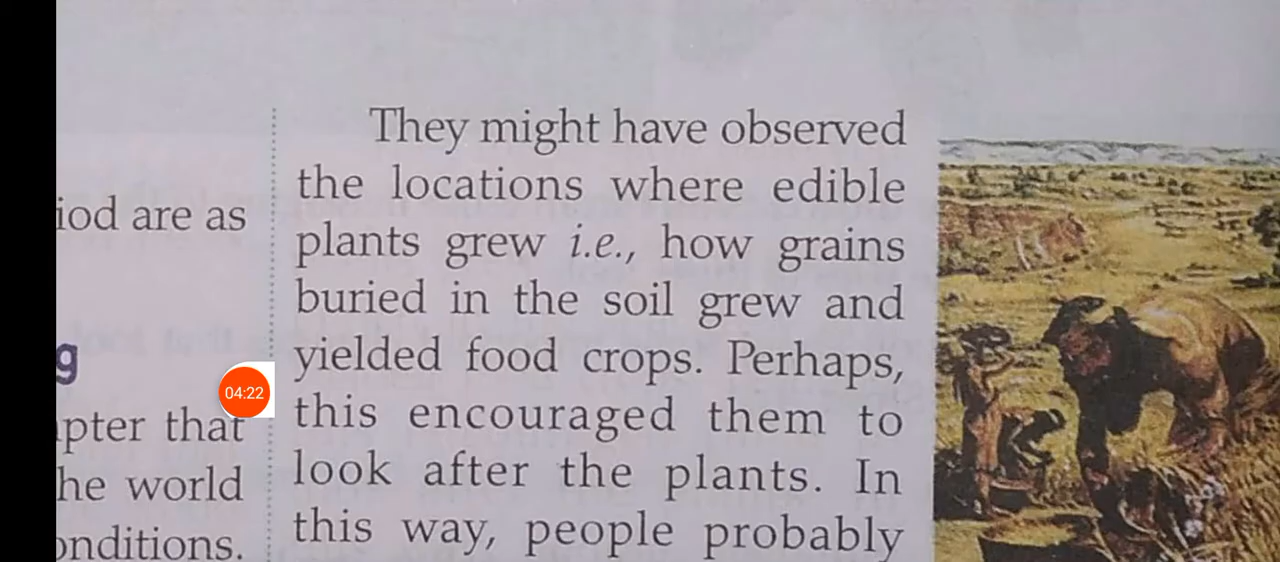 iod are as
g
pter that
he world
onditions.
They might have observed
the locations where edible
plants grew i.e., how grains
buried in the soil grew and
yielded food crops. Perhaps,
this encouraged them to
look after the plants. In
this way, people probably
04:22